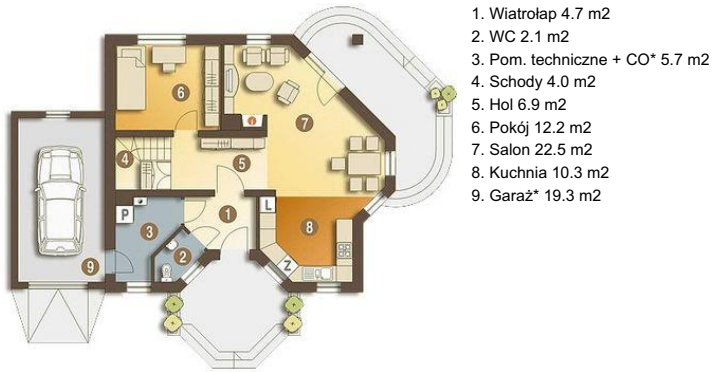 1. Wiatrołap 4.7 m2
2. WC 2.1 m2
3. Pom. techniczne + CO* 5.7 m2
4. Schody 4.0 m2
5. Hol 6.9 m2
6. Pokój 12.2 m2
7. Salon 22.5 m2
8. Kuchnia 10.3 m2
9. Garaż* 19.3 m2
6
7
4
5
L
P
1
3
8
2
Z
9